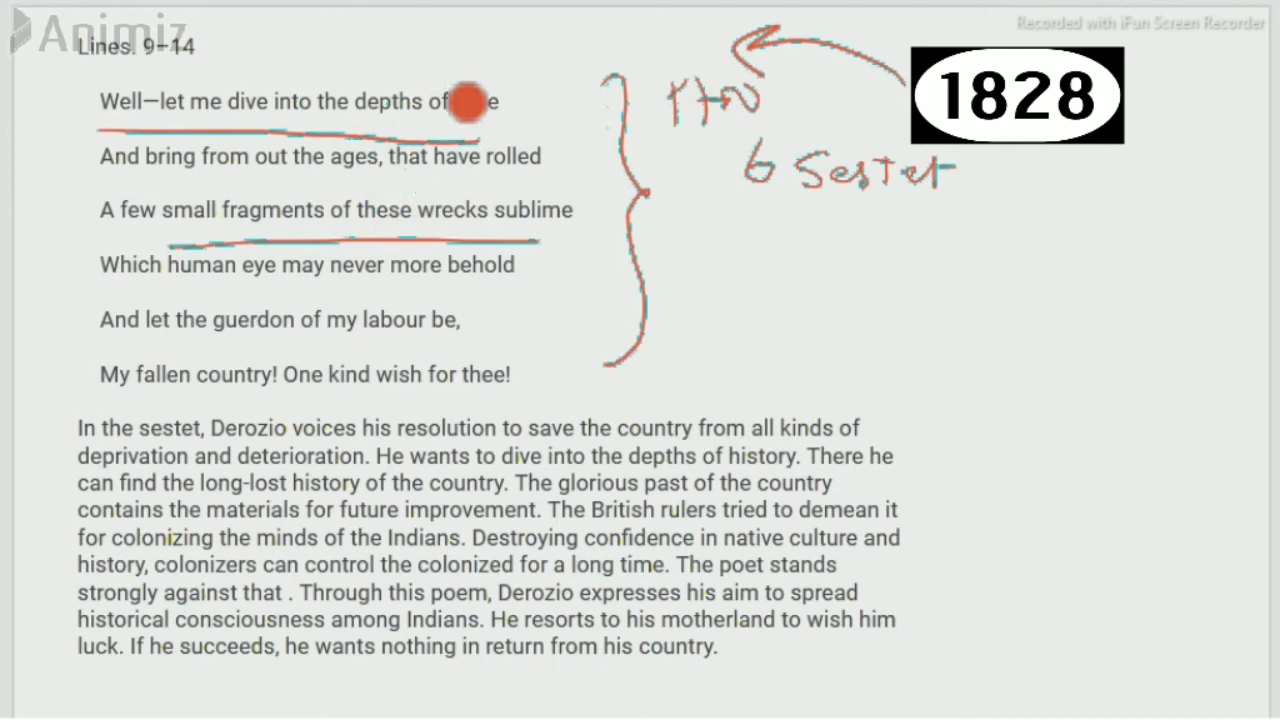 Animiz
Recorded with iFun Screen Recorder
Lines. 9–14
1828
Well—let me dive into the depths of e
And bring from out the ages, that have rolled
6 Sestet
A few small fragments of these wrecks sublime
Which human eye may never more behold
And let the guerdon of my labour be,
My fallen country! One kind wish for thee!
In the sestet, Derozio voices his resolution to save the country from all kinds of
deprivation and deterioration. He wants to dive into the depths of history. There he
can find the long-lost history of the country. The glorious past of the country
contains the materials for future improvement. The British rulers tried to demean it
for colonizing the minds of the Indians. Destroying confidence in native culture and
history, colonizers can control the colonized for a long time. The poet stands
strongly against that . Through this poem, Derozio expresses his aim to spread
historical consciousness among Indians. He resorts to his motherland to wish him
luck. If he succeeds, he wants nothing in return from his country.